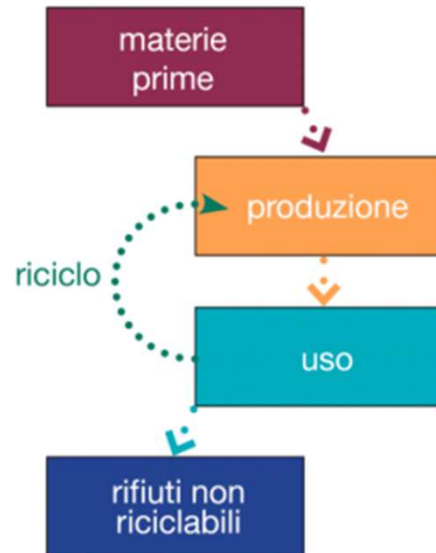 materie
prime
produzione
riciclo
uso
rifiuti non
riciclabili